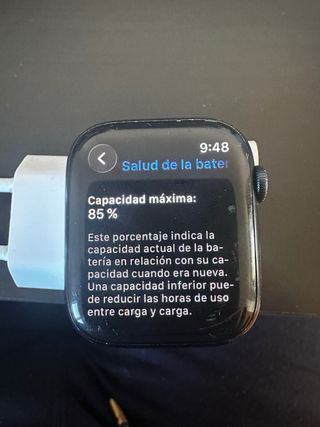 9:48
Salud de la bater
Capacidad máxima:
85 %
Este porcentaje indica la
capacidad actual de la ba-
tería en relación con su ca-
pacidad cuando era nueva.
Una capacidad inferior pue-
de reducir las horas de uso
entre carga y carga.